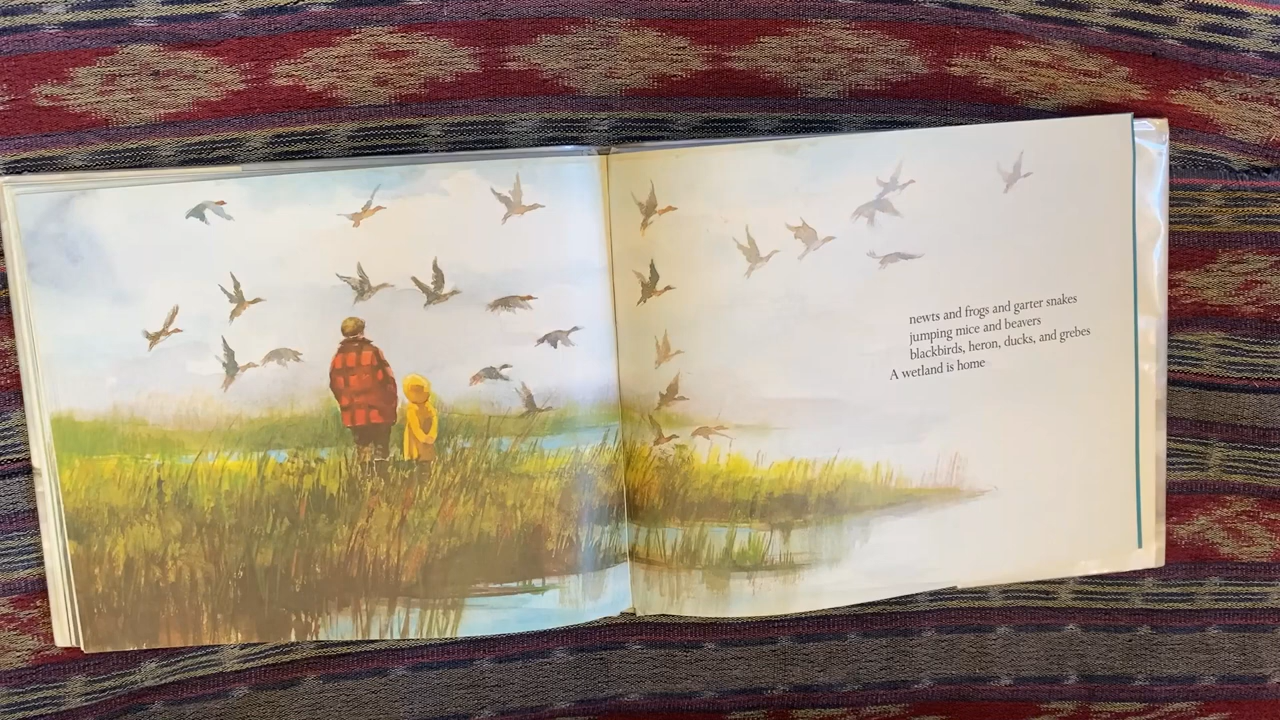 newts and frogs and garter snakes
jumping mice and beavers
blackbirds, heron, ducks, and grebes
A wetland is home